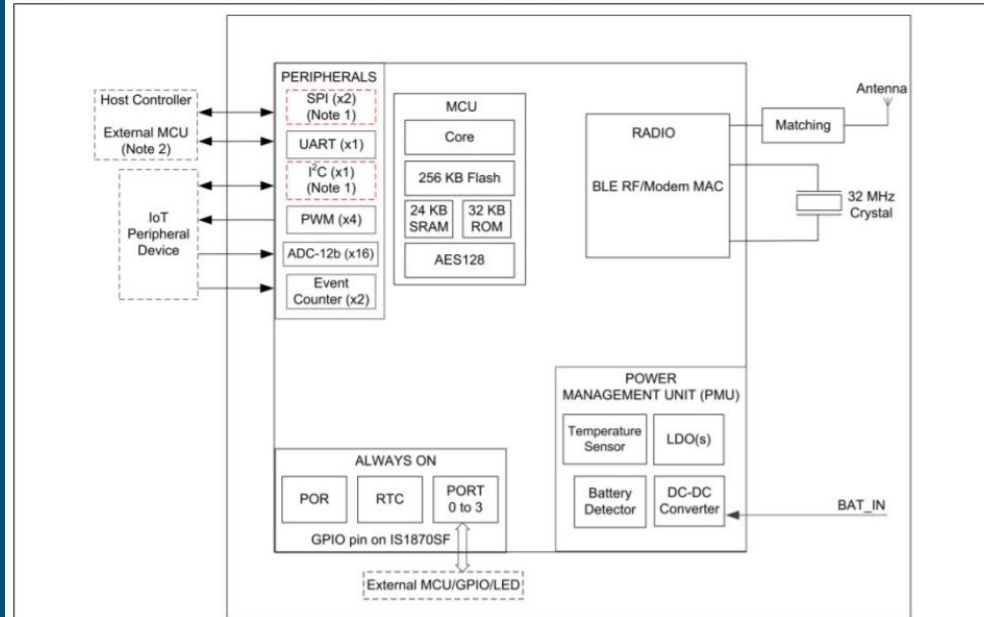 PERIPHERALS
SPI (x2)
(Note 1)
UART (x1)
I²C (x1)
(Note 1)
PWM (x4)
ADC-12b (x16)
Event
Counter (x2)
Host Controller
External MCU
(Note 2)
IoT
Peripheral
Device
MCU
Core
256 KB Flash
24 KB
SRAM
32 KB
ROM
AES128
RADIO
BLE RF/Modem MAC
Matching
Antenna
32 MHz
Crystal
POWER
MANAGEMENT UNIT (PMU)
Temperature
Sensor
LDO(s)
Battery
Detector
DC-DC
Converter
BAT_IN
ALWAYS ON
POR
RTC
PORT
0 to 3
GPIO pin on IS1870SF
External MCU/GPIO/LED